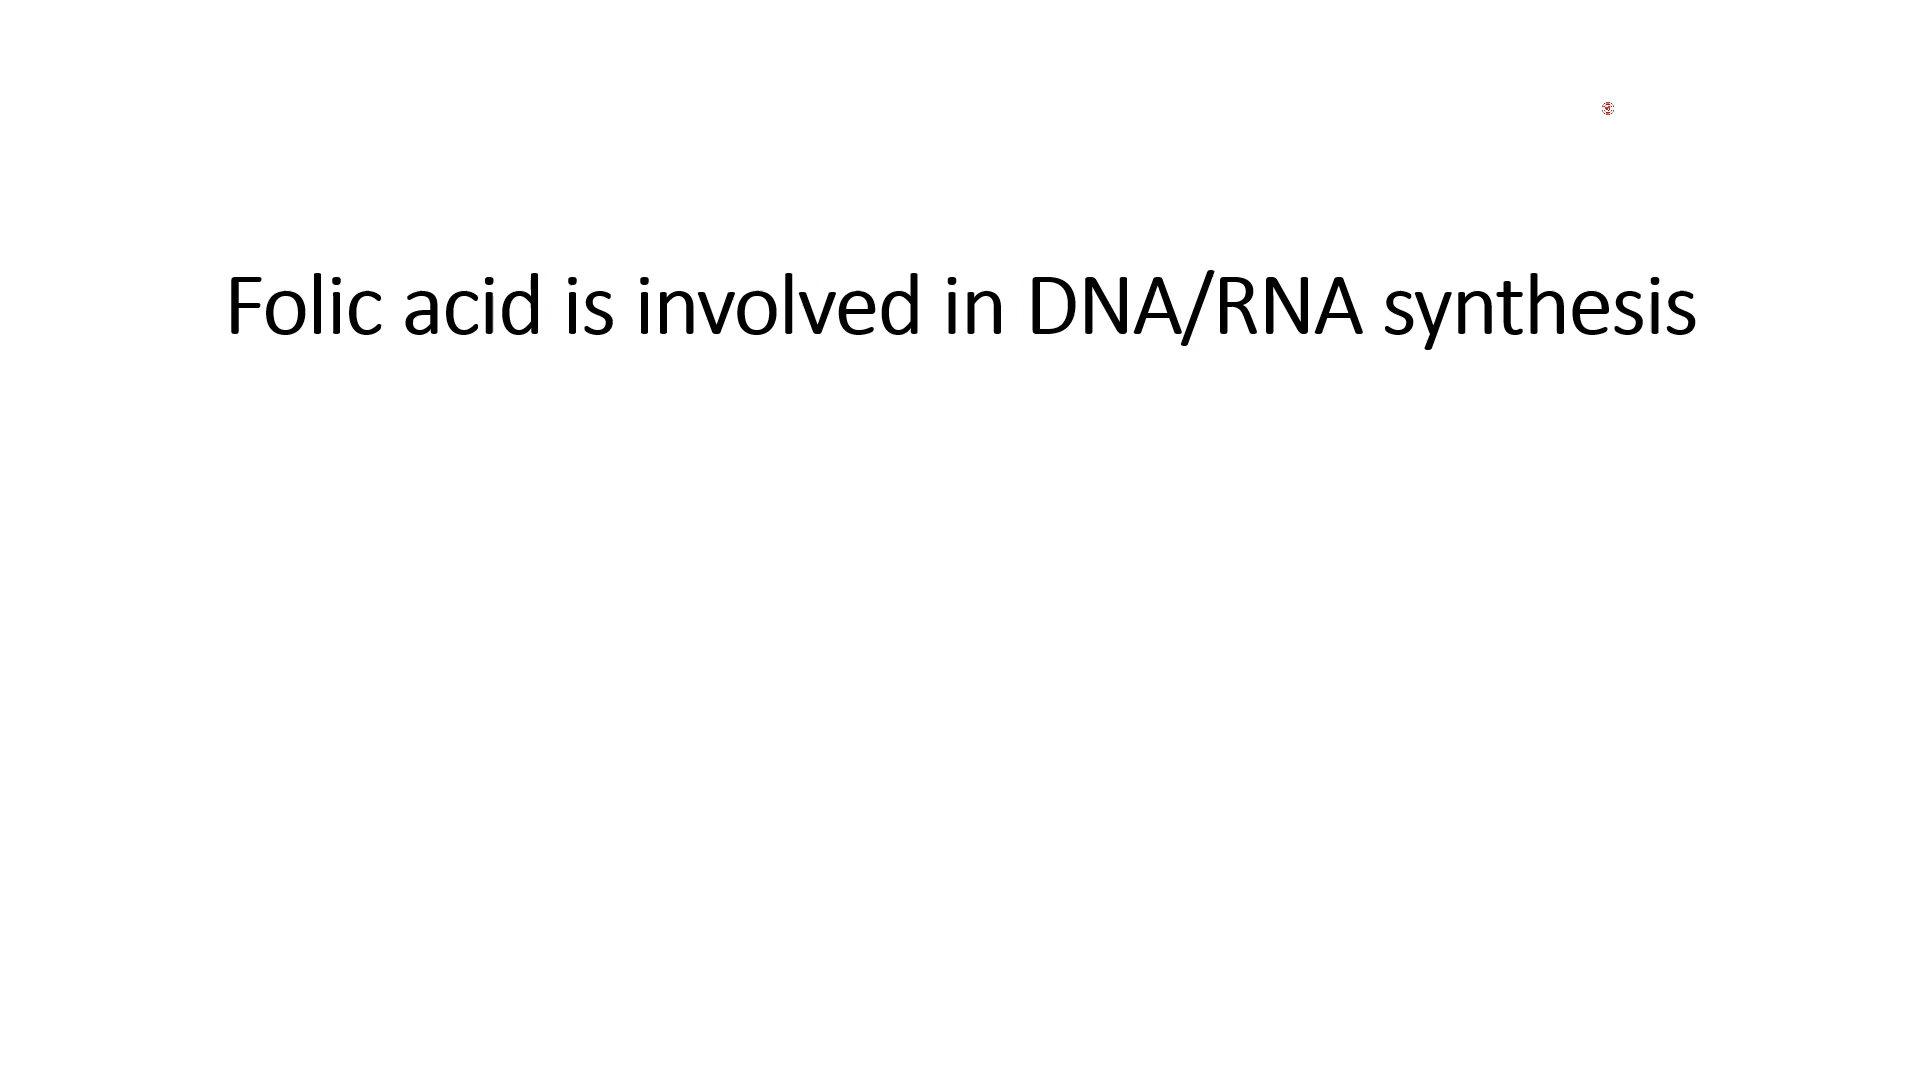 Folic acid is involved in DNA/RNA synthesis